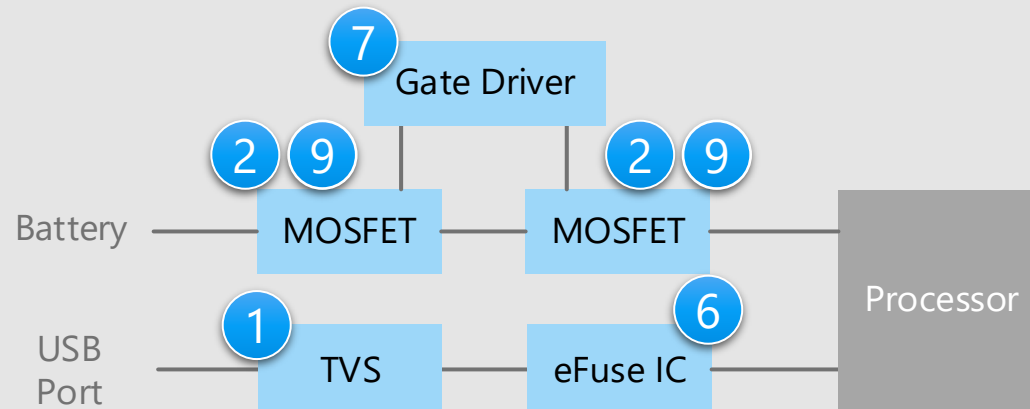 7
Gate Driver
2 9 2 9
Battery MOSFET MOSFET
Processor
1 6
USB
Port
TVS eFuse IC